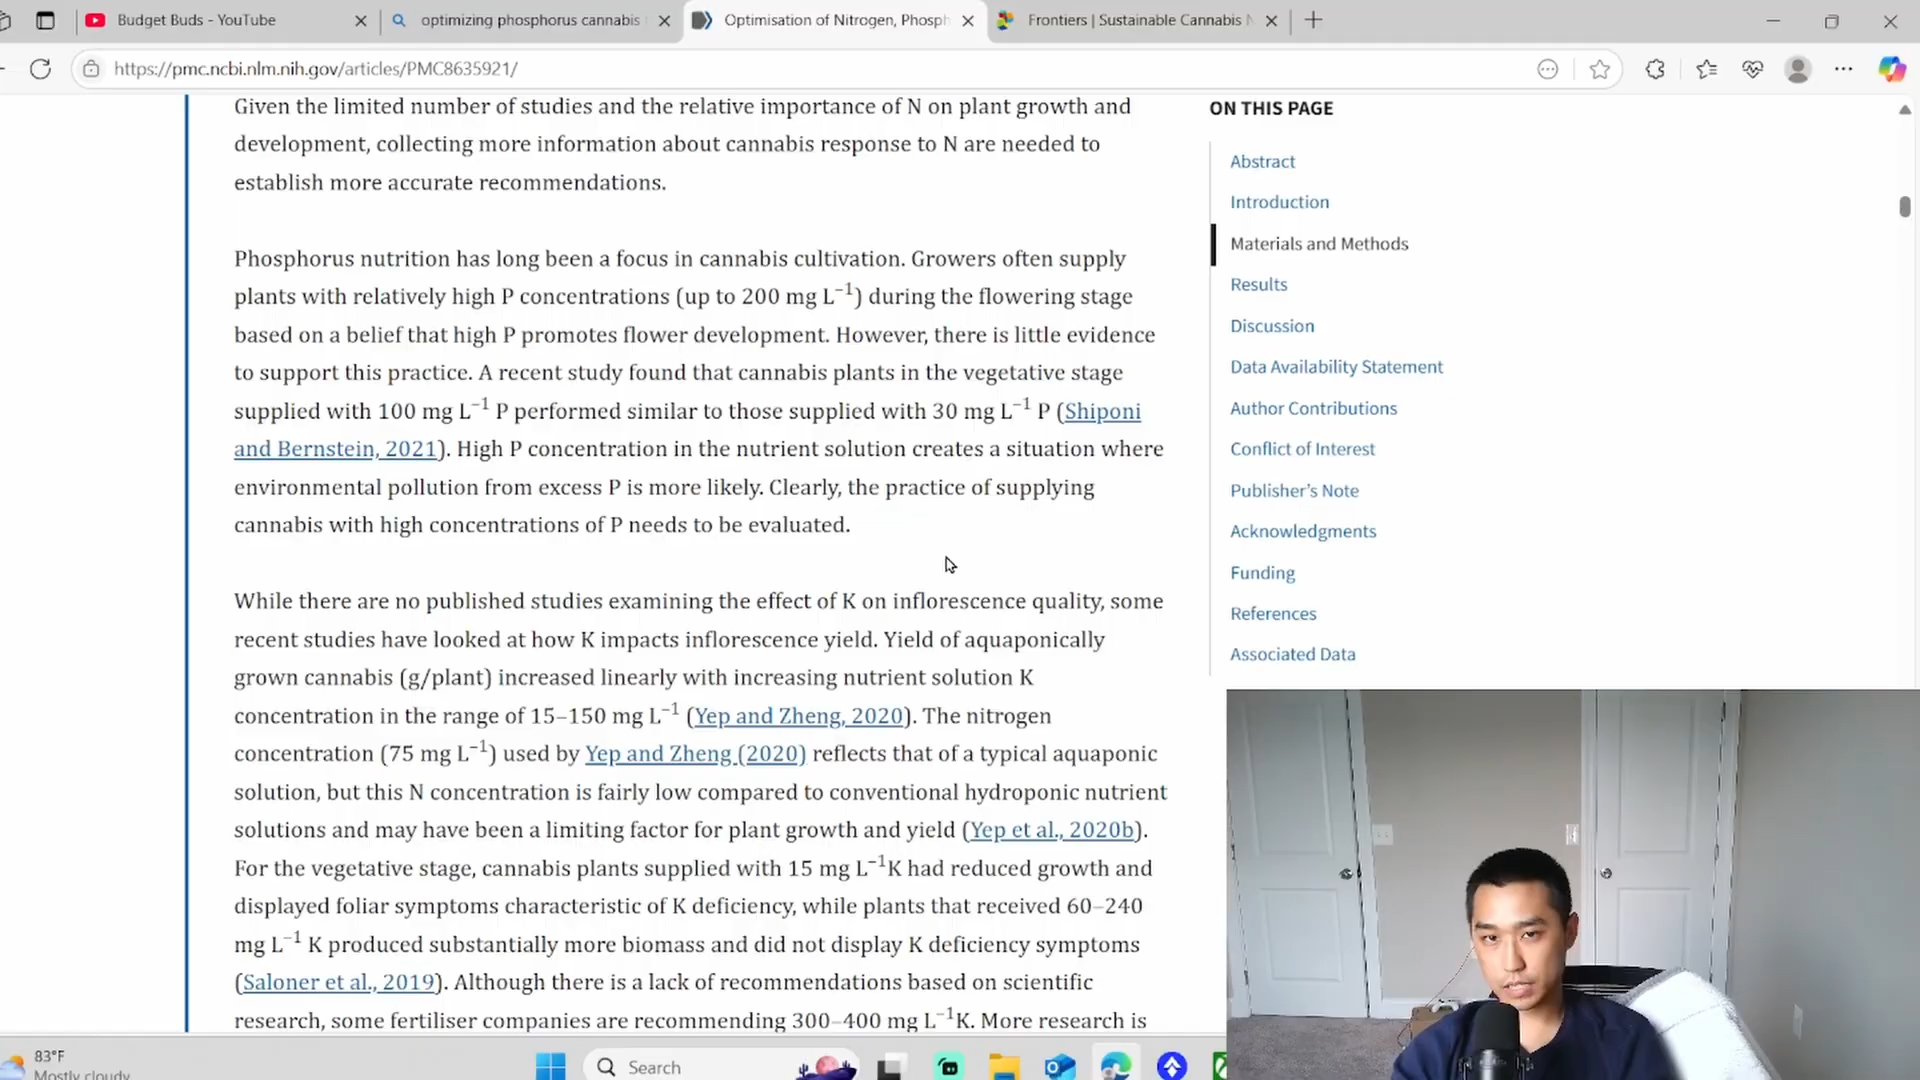 Budget Buds - YouTube
optimizing phosphorus cannabis
Optimisation of Nitrogen, Phosph
Frontiers | Sustainable Cannabis N
https://pmc.ncbi.nlm.nih.gov/articles/PMC8635921/
Given the limited number of studies and the relative importance of N on plant growth and
development, collecting more information about cannabis response to N are needed to
establish more accurate recommendations.
Phosphorus nutrition has long been a focus in cannabis cultivation. Growers often supply
plants with relatively high P concentrations (up to 200 mg L⁻¹) during the flowering stage
based on a belief that high P promotes flower development. However, there is little evidence
to support this practice. A recent study found that cannabis plants in the vegetative stage
supplied with 100 mg L⁻¹ P performed similar to those supplied with 30 mg L⁻¹ P (Shiponi
and Bernstein, 2021). High P concentration in the nutrient solution creates a situation where
environmental pollution from excess P is more likely. Clearly, the practice of supplying
cannabis with high concentrations of P needs to be evaluated.
While there are no published studies examining the effect of K on inflorescence quality, some
recent studies have looked at how K impacts inflorescence yield. Yield of aquaponically
grown cannabis (g/plant) increased linearly with increasing nutrient solution K
concentration in the range of 15–150 mg L⁻¹ (Yep and Zheng, 2020). The nitrogen
concentration (75 mg L⁻¹) used by Yep and Zheng (2020) reflects that of a typical aquaponic
solution, but this N concentration is fairly low compared to conventional hydroponic nutrient
solutions and may have been a limiting factor for plant growth and yield (Yep et al., 2020b).
For the vegetative stage, cannabis plants supplied with 15 mg L⁻¹K had reduced growth and
displayed foliar symptoms characteristic of K deficiency, while plants that received 60–240
mg L⁻¹ K produced substantially more biomass and did not display K deficiency symptoms
(Saloner et al., 2019). Although there is a lack of recommendations based on scientific
research, some fertiliser companies are recommending 300–400 mg L⁻¹K. More research is
ON THIS PAGE
Abstract
Introduction
Materials and Methods
Results
Discussion
Data Availability Statement
Author Contributions
Conflict of Interest
Publisher's Note
Acknowledgments
Funding
References
Associated Data
83°F
Mostly cloudy
Search